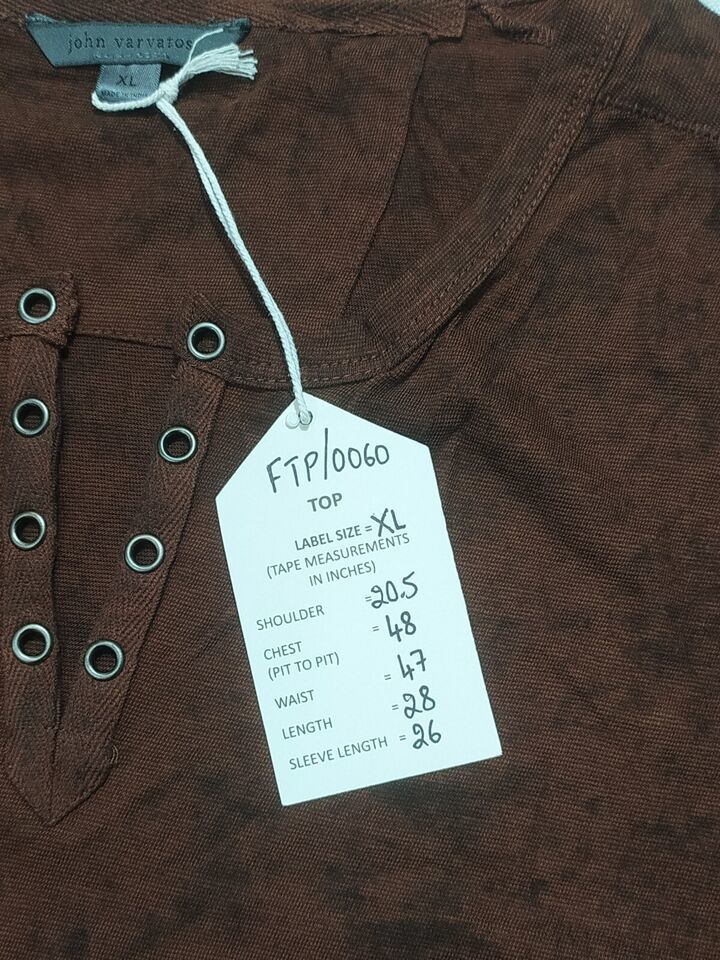 john varvatos
XL
MADE IN INDIA
FTP/0060
TOP
LABEL SIZE = XL
(TAPE MEASUREMENTS
IN INCHES)
SHOULDER =20.5
CHEST = 48
(PIT TO PIT)
WAIST = 47
LENGTH = 28
SLEEVE LENGTH = 26